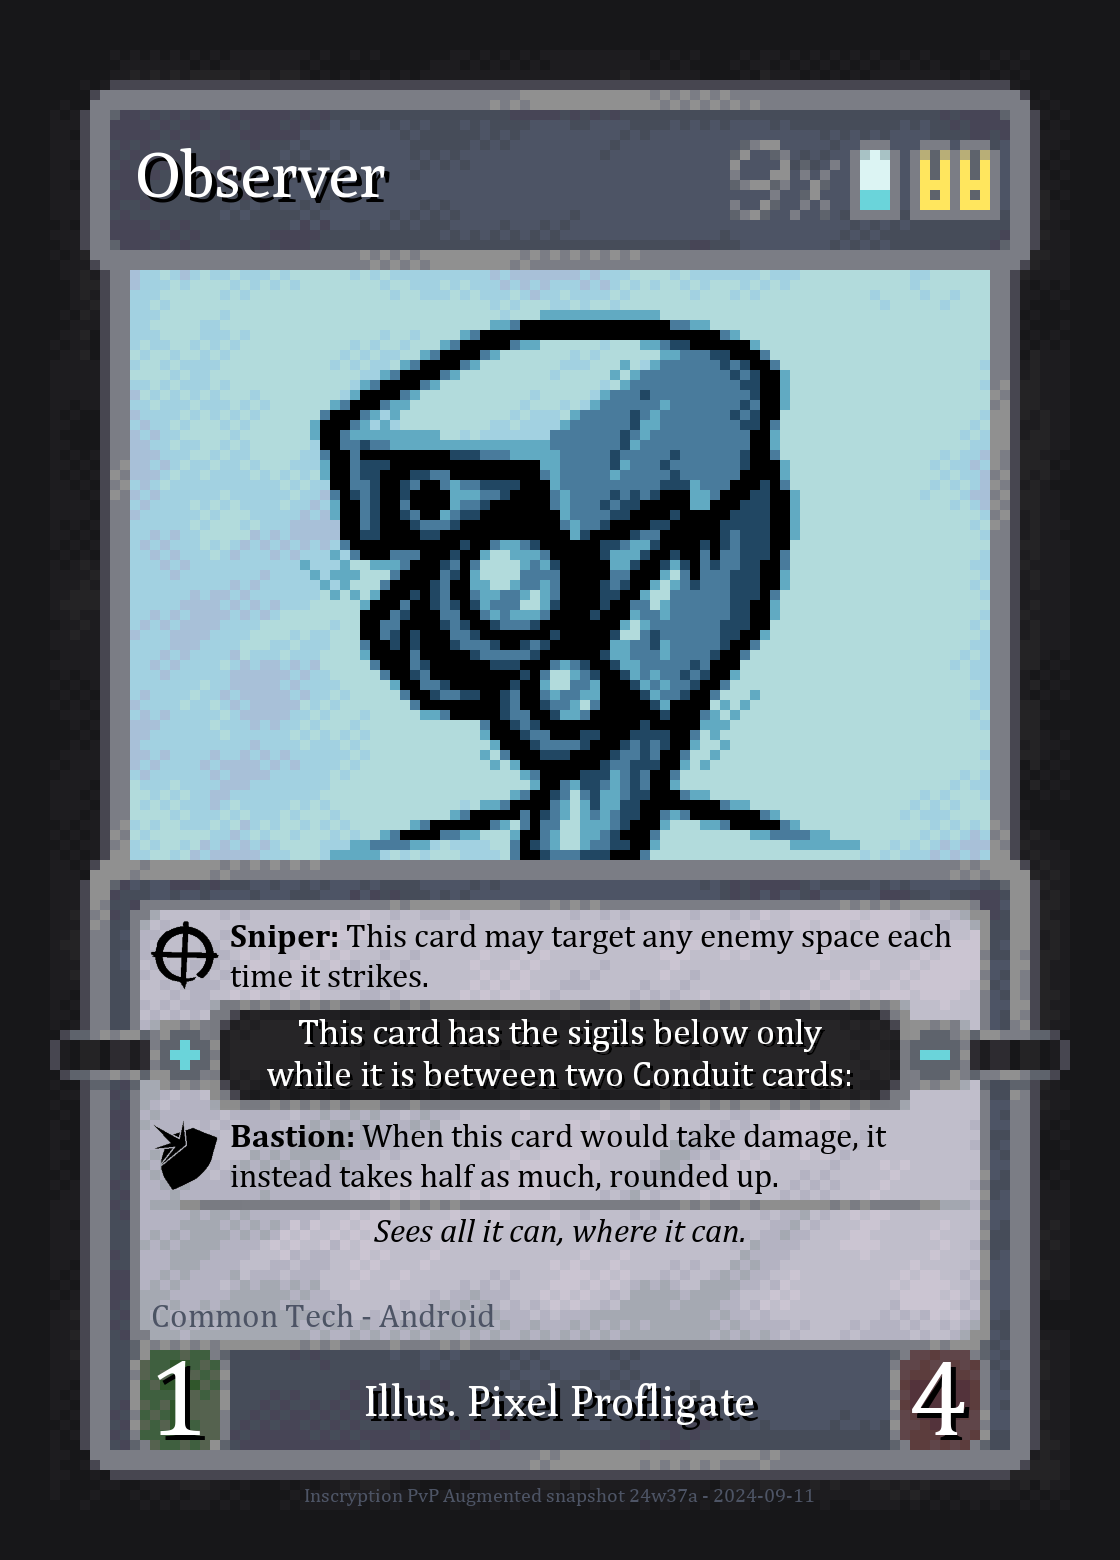 Observer 9x
Sniper: This card may target any enemy space each
time it strikes.
This card has the sigils below only
while it is between two Conduit cards:
Bastion: When this card would take damage, it
instead takes half as much, rounded up.
Sees all it can, where it can.
Common Tech - Android
1 Illus. Pixel Profligate 4
Inscryption PvP Augmented snapshot 24w37a - 2024-09-11